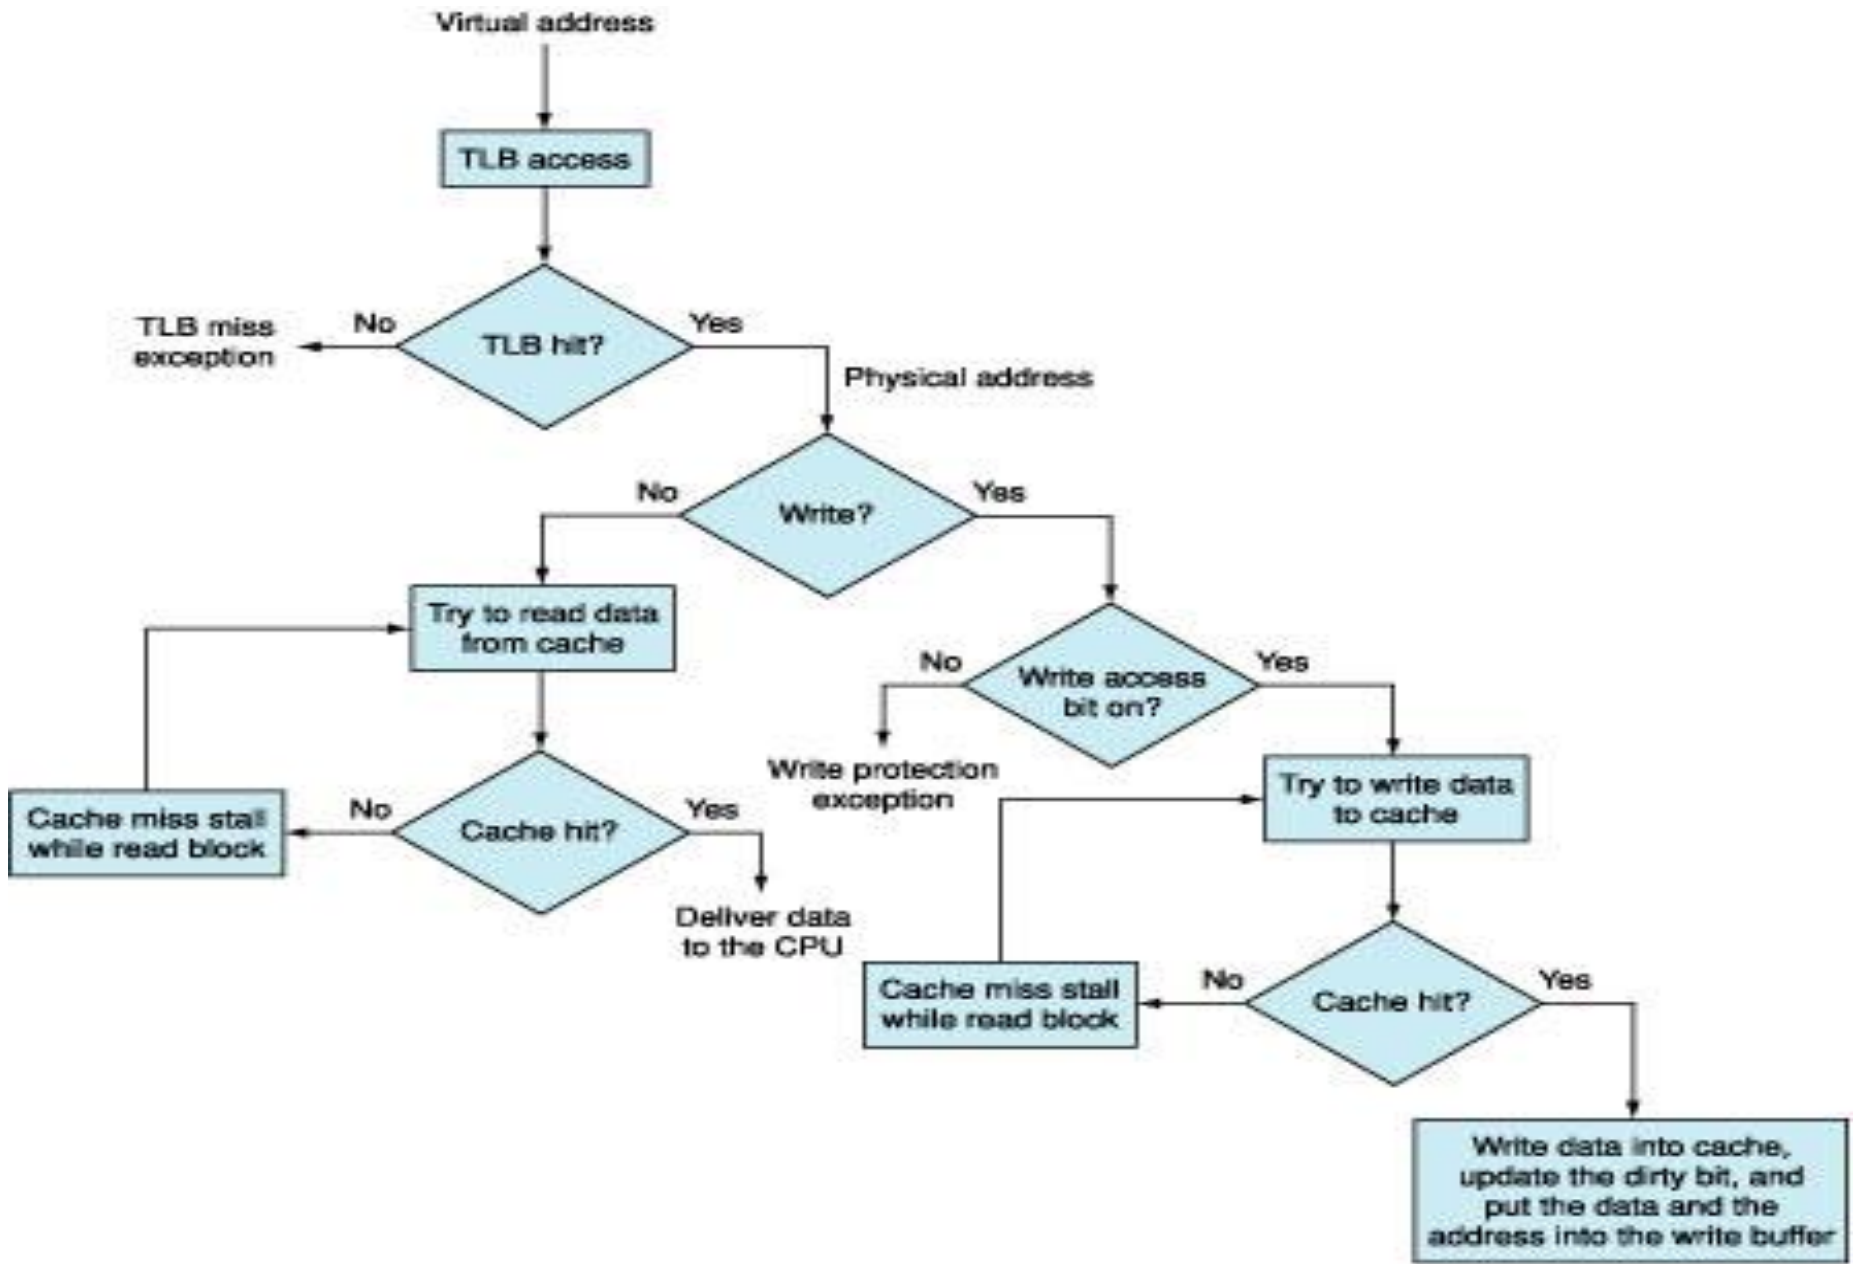 Virtual address
TLB access
TLB hit?
No
Yes
TLB miss
exception
Physical address
Write?
No
Yes
Try to read data
from cache
Write access
bit on?
No
Yes
Write protection
exception
Try to write data
to cache
Cache hit?
No
Yes
Cache miss stall
while read block
Deliver data
to the CPU
Cache hit?
No
Yes
Cache miss stall
while read block
Write data into cache,
update the dirty bit, and
put the data and the
address into the write buffer